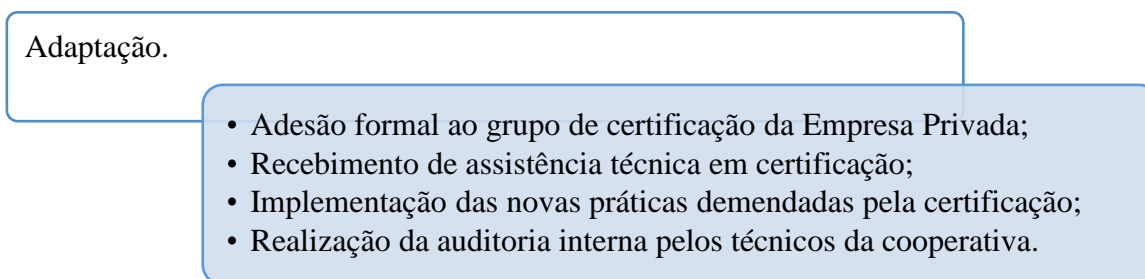 Adaptação.
• Adesão formal ao grupo de certificação da Empresa Privada;
• Recebimento de assistência técnica em certificação;
• Implementação das novas práticas demendadas pela certificação;
• Realização da auditoria interna pelos técnicos da cooperativa.